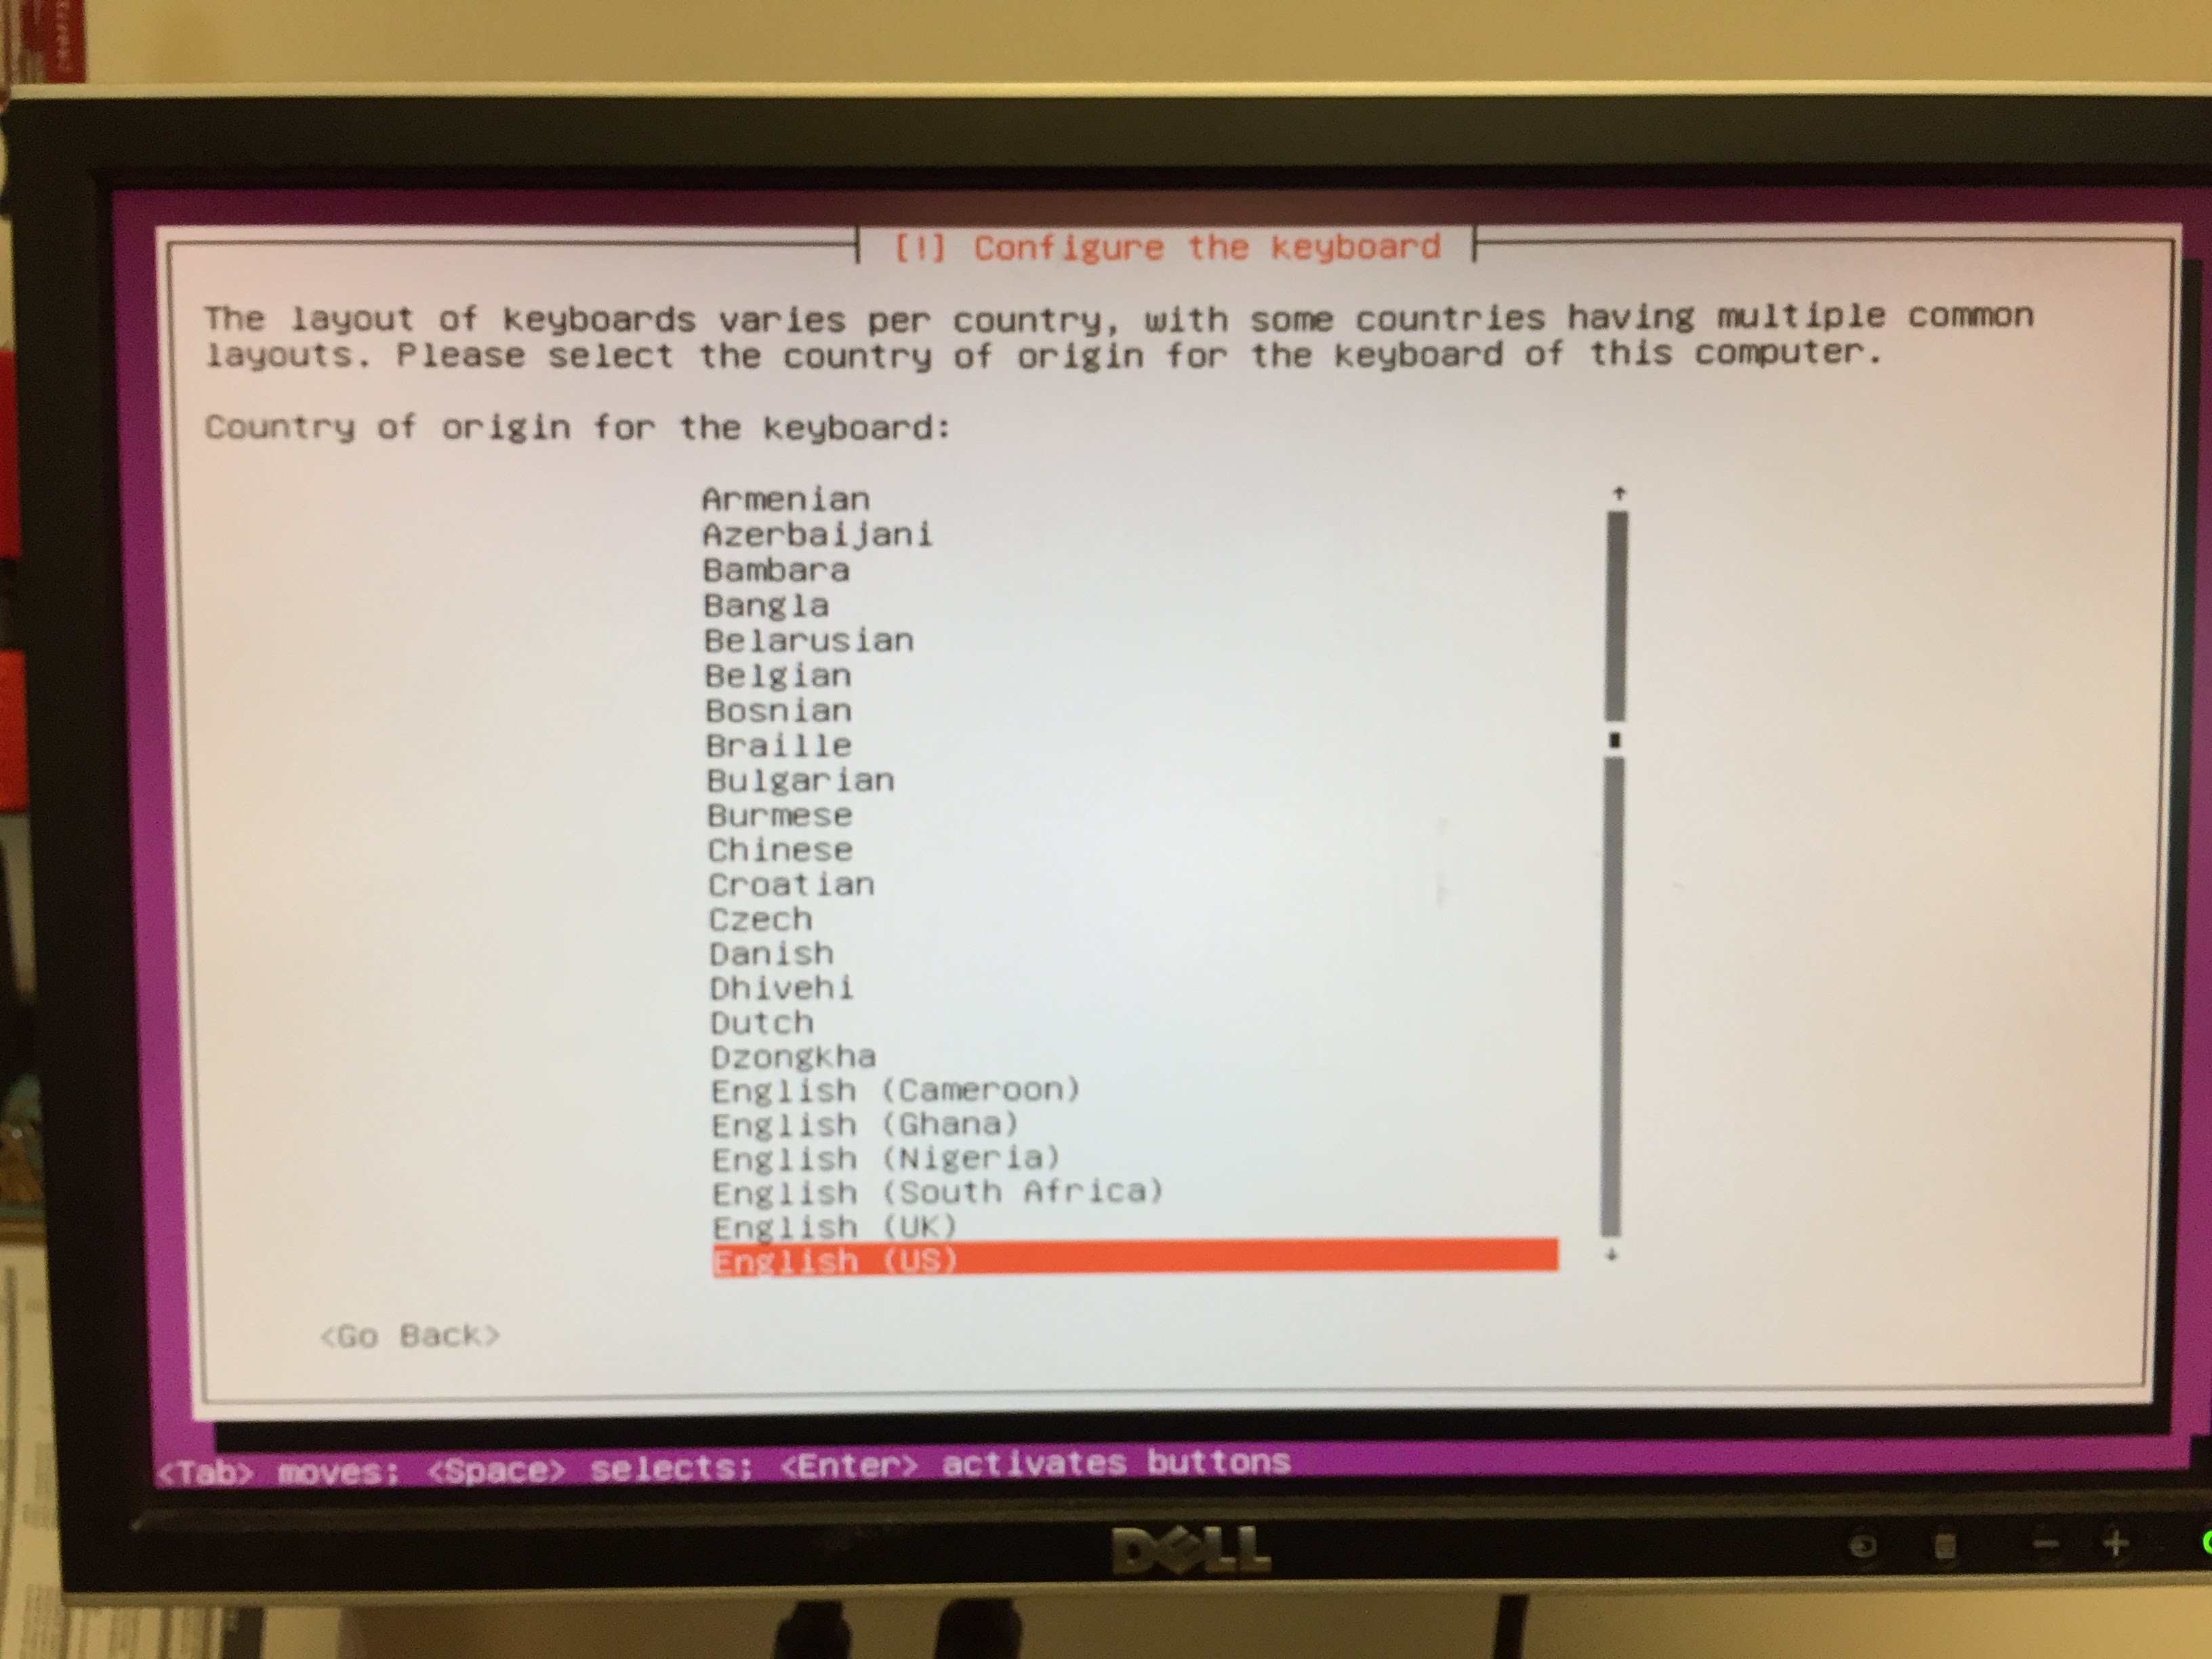 [!] Configure the keyboard
The layout of keyboards varies per country, with some countries having multiple common
layouts. Please select the country of origin for the keyboard of this computer.
Country of origin for the keyboard:
Armenian
Azerbaijani
Bambara
Bangla
Belarusian
Belgian
Bosnian
Braille
Bulgarian
Burmese
Chinese
Croatian
Czech
Danish
Dhivehi
Dutch
Dzongkha
English (Cameroon)
English (Ghana)
English (Nigeria)
English (South Africa)
English (UK)
English (US)
<Go Back>
<Tab> moves; <Space> selects; <Enter> activates buttons
DELL